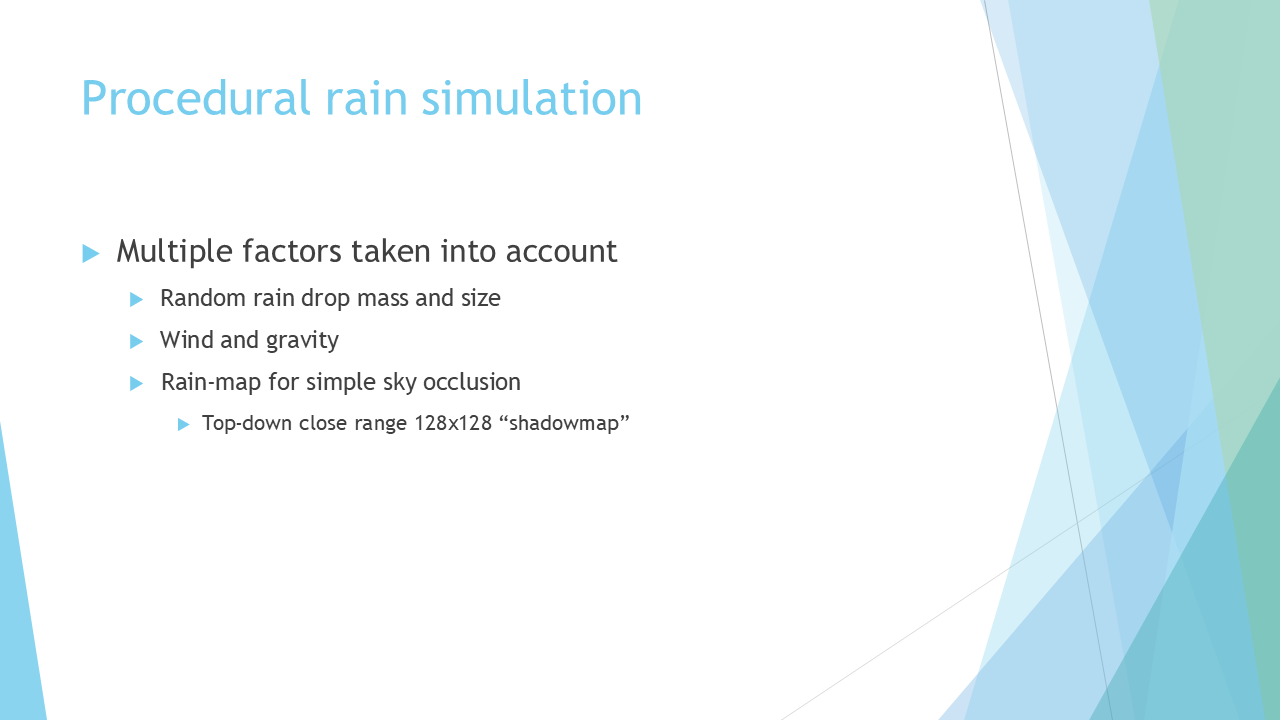 Procedural rain simulation
Multiple factors taken into account
Random rain drop mass and size
Wind and gravity
Rain-map for simple sky occlusion
Top-down close range 128x128 “shadowmap”